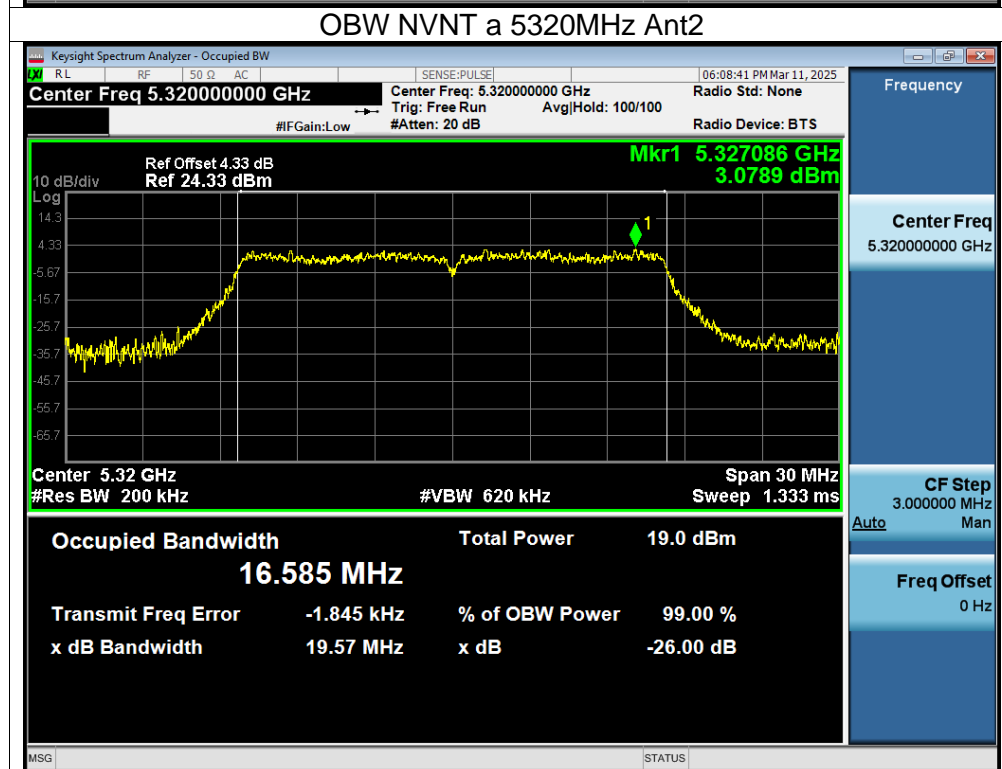 OBW NVNT a 5320MHz Ant2
Keysight Spectrum Analyzer - Occupied BW
LXI RL RF 50 Ω AC SENSE:PULSE 06:08:41 PM Mar 11, 2025
Center Freq 5.320000000 GHz Center Freq: 5.320000000 GHz Radio Std: None
Trig: Free Run Avg|Hold: 100/100
#IFGain:Low #Atten: 20 dB Radio Device: BTS
Frequency
Mkr1 5.327086 GHz
3.0789 dBm
Ref Offset 4.33 dB
10 dB/div Ref 24.33 dBm
Log
14.3
4.33
-5.67
-15.7
-25.7
-35.7
-45.7
-55.7
-65.7
1
Center 5.32 GHz Span 30 MHz
#Res BW 200 kHz #VBW 620 kHz Sweep 1.333 ms
Occupied Bandwidth Total Power 19.0 dBm
16.585 MHz
Transmit Freq Error -1.845 kHz % of OBW Power 99.00 %
x dB Bandwidth 19.57 MHz x dB -26.00 dB
Center Freq
5.320000000 GHz
CF Step
3.000000 MHz
Auto Man
Freq Offset
0 Hz
MSG STATUS